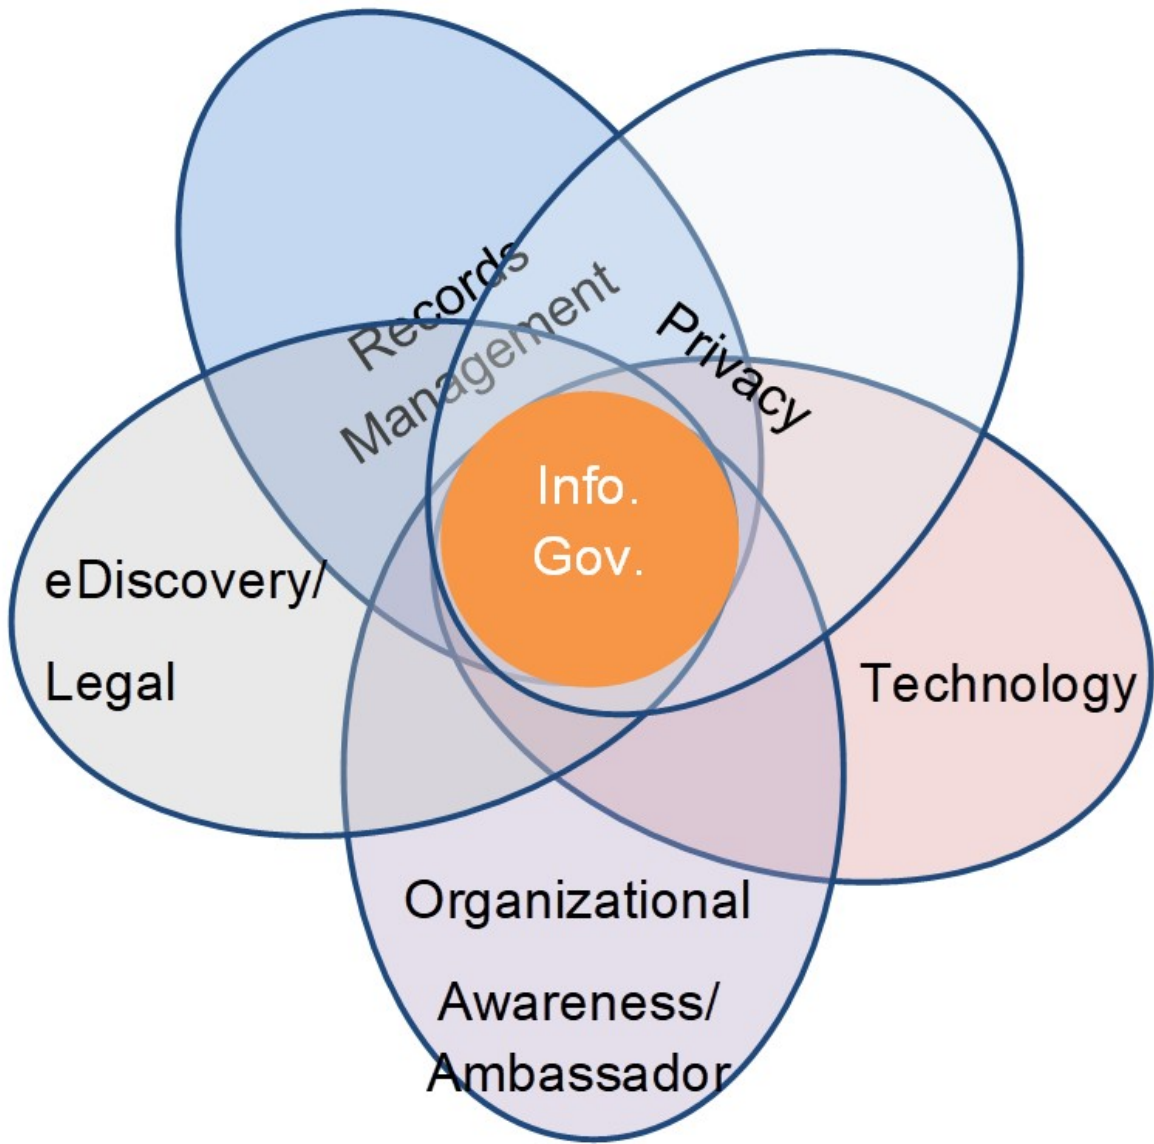 Records
Management
Privacy
Info.
Gov.
eDiscovery/
Legal
Technology
Organizational
Awareness/
Ambassador